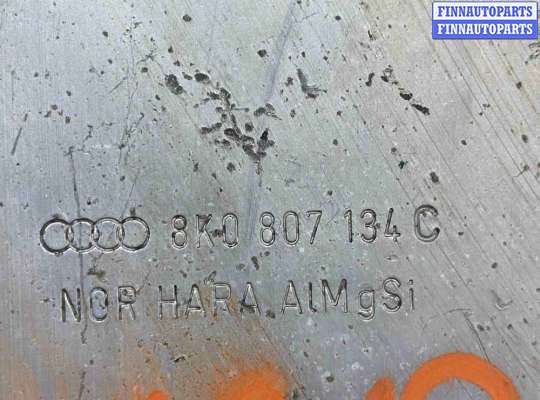 FINNAUTOPARTS
FINNAUTOPARTS
8K0 807 134 C
NOR HARA AlMgSi